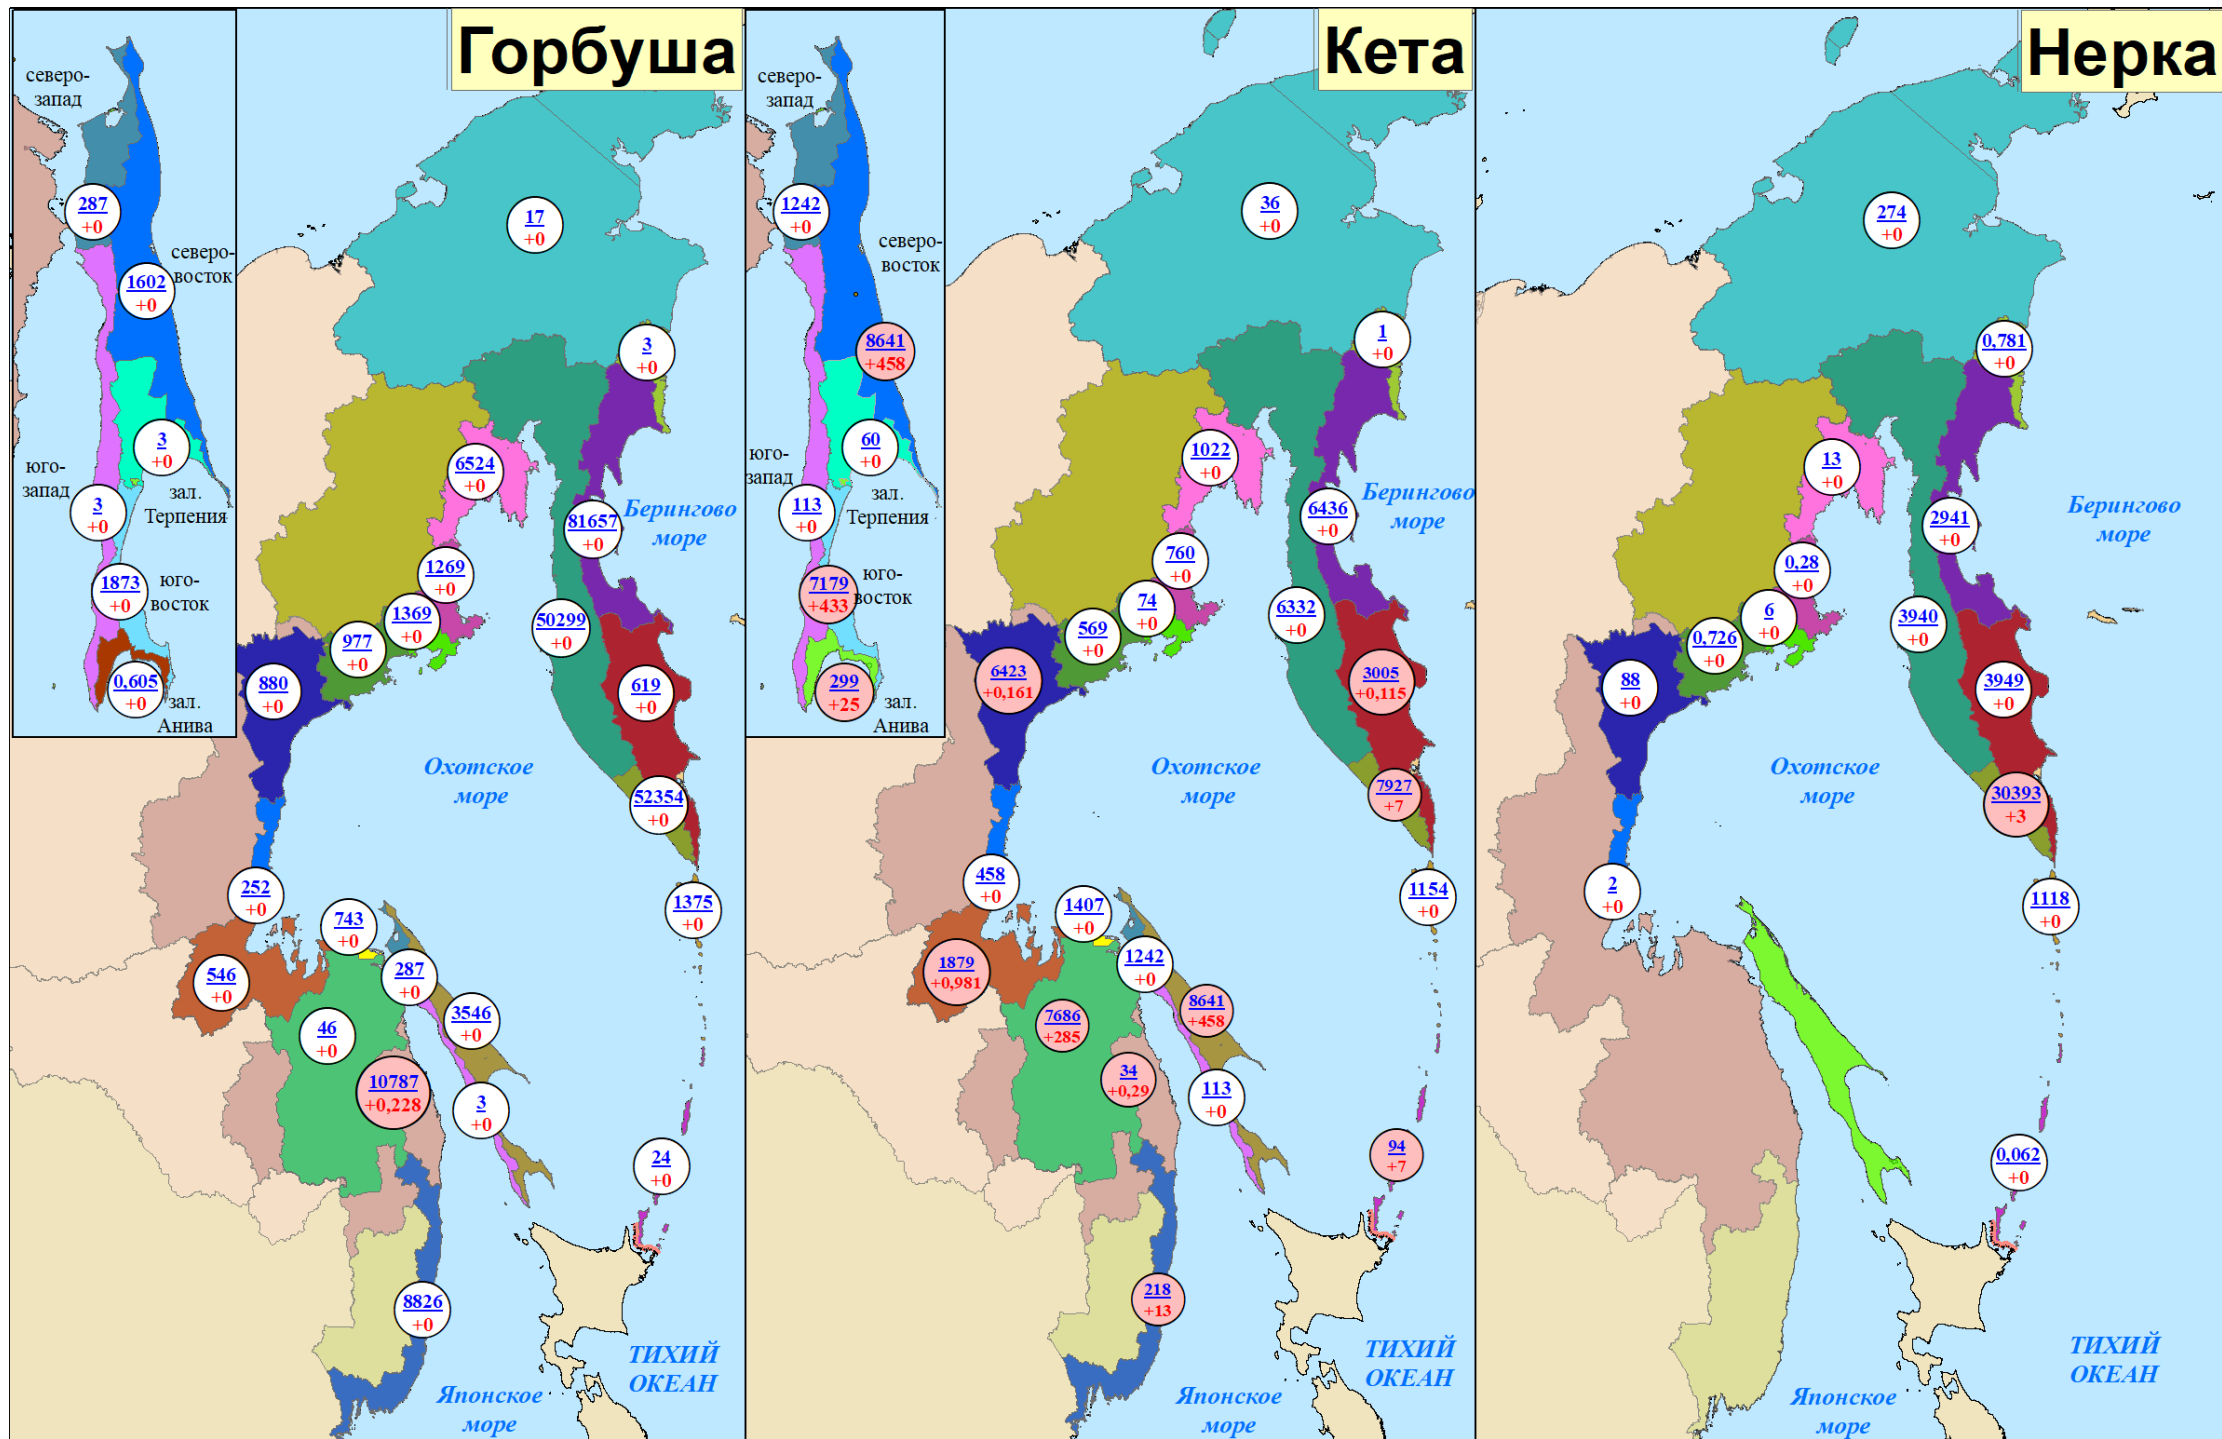 Горбуша
северо-
запад
287
+0
северо-
восток
1602
+0
3
+0
юго-
запад
зал.
Терпения
3
+0
1873
+0
юго-
восток
0,605
+0
зал.
Анива
17
+0
3
+0
6524
+0
Берингово
море
81657
+0
1269
+0
1369
+0
977
+0
50299
+0
880
+0
619
+0
Охотское
море
52354
+0
252
+0
743
+0
1375
+0
546
+0
287
+0
3546
+0
46
+0
10787
+0,228
3
+0
24
+0
8826
+0
ТИХИЙ
ОКЕАН
Японское
море
Кета
северо-
запад
1242
+0
северо-
восток
8641
+458
60
+0
юго-
запад
зал.
Терпения
113
+0
7179
+433
юго-
восток
299
+25
зал.
Анива
36
+0
1
+0
1022
+0
Берингово
море
6436
+0
760
+0
74
+0
569
+0
6332
+0
6423
+0,161
3005
+0,115
Охотское
море
7927
+7
458
+0
1407
+0
1154
+0
1879
+0,981
1242
+0
8641
+458
7686
+285
34
+0,29
113
+0
94
+7
218
+13
ТИХИЙ
ОКЕАН
Японское
море
Нерка
274
+0
0,781
+0
13
+0
Берингово
море
2941
+0
0,28
+0
6
+0
0,726
+0
3940
+0
88
+0
3949
+0
Охотское
море
30393
+3
2
+0
1118
+0
0,062
+0
ТИХИЙ
ОКЕАН
Японское
море